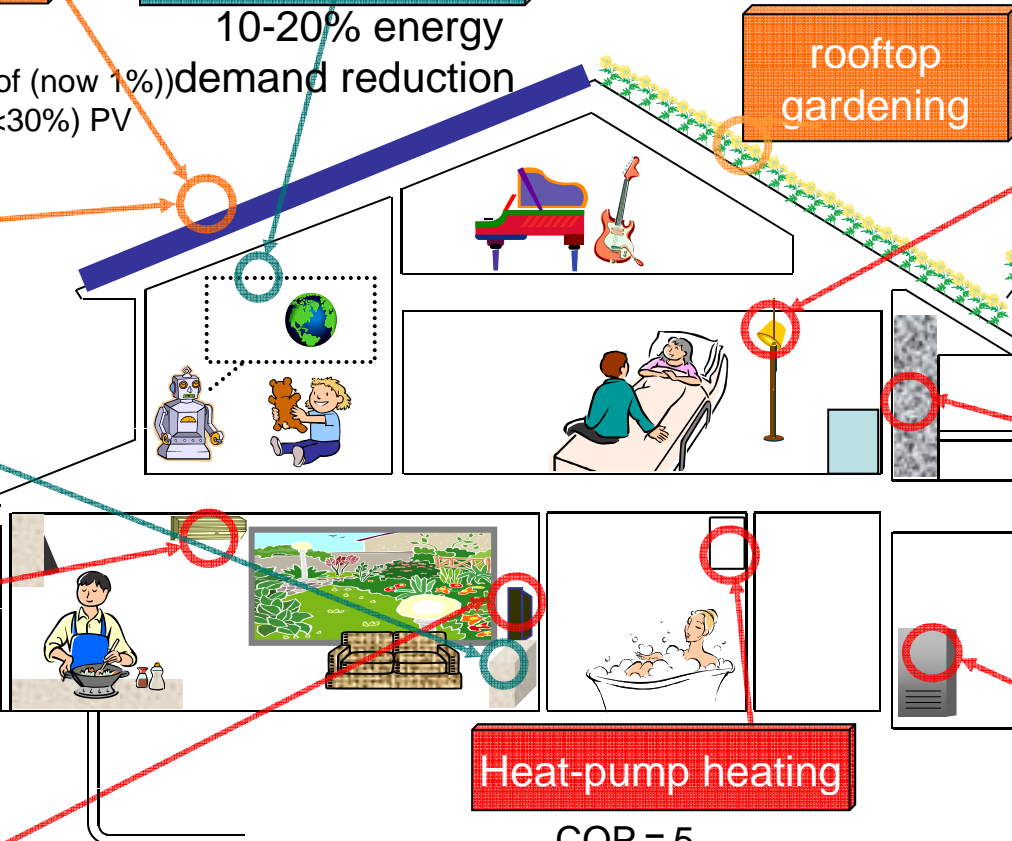 10-20% energy
of (now 1%))demand reduction
<30%) PV
rooftop
gardening
Heat-pump heating
COP = 5